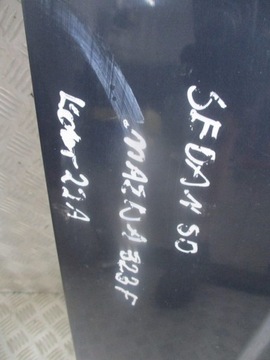 SEDAN 5D
MAZDA 323F
Kolor 22A